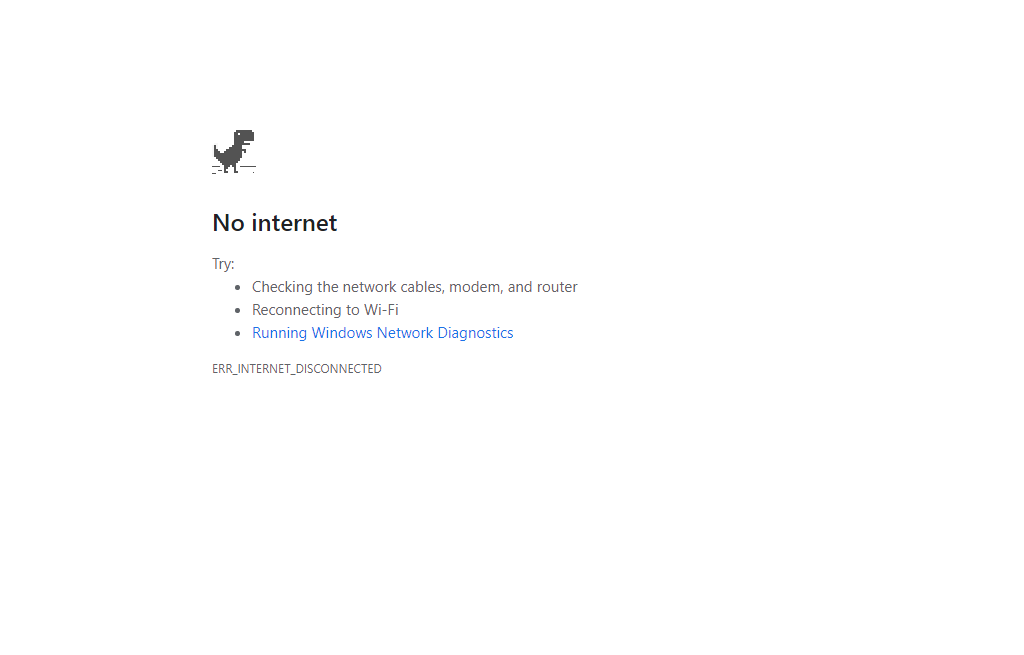 No internet
Try:
Checking the network cables, modem, and router
Reconnecting to Wi-Fi
Running Windows Network Diagnostics
ERR_INTERNET_DISCONNECTED